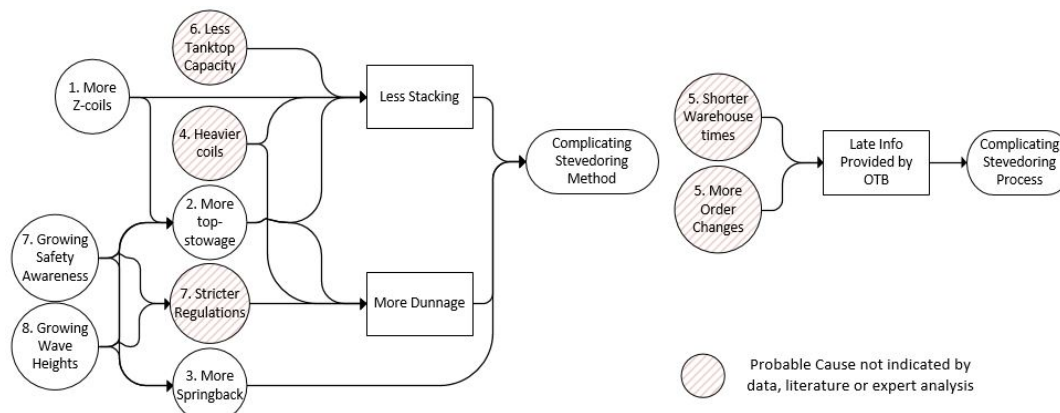 6. Less
Tanktop
Capacity
1. More
Z-coils
Less Stacking
4. Heavier
coils
2. More
top-
stowage
7. Growing
Safety
Awareness
7. Stricter
Regulations
More Dunnage
8. Growing
Wave
Heights
3. More
Springback
Complicating
Stevedoring
Method
5. Shorter
Warehouse
times
5. More
Order
Changes
Late Info
Provided by
OTB
Complicating
Stevedoring
Process
Probable Cause not indicated by
data, literature or expert analysis